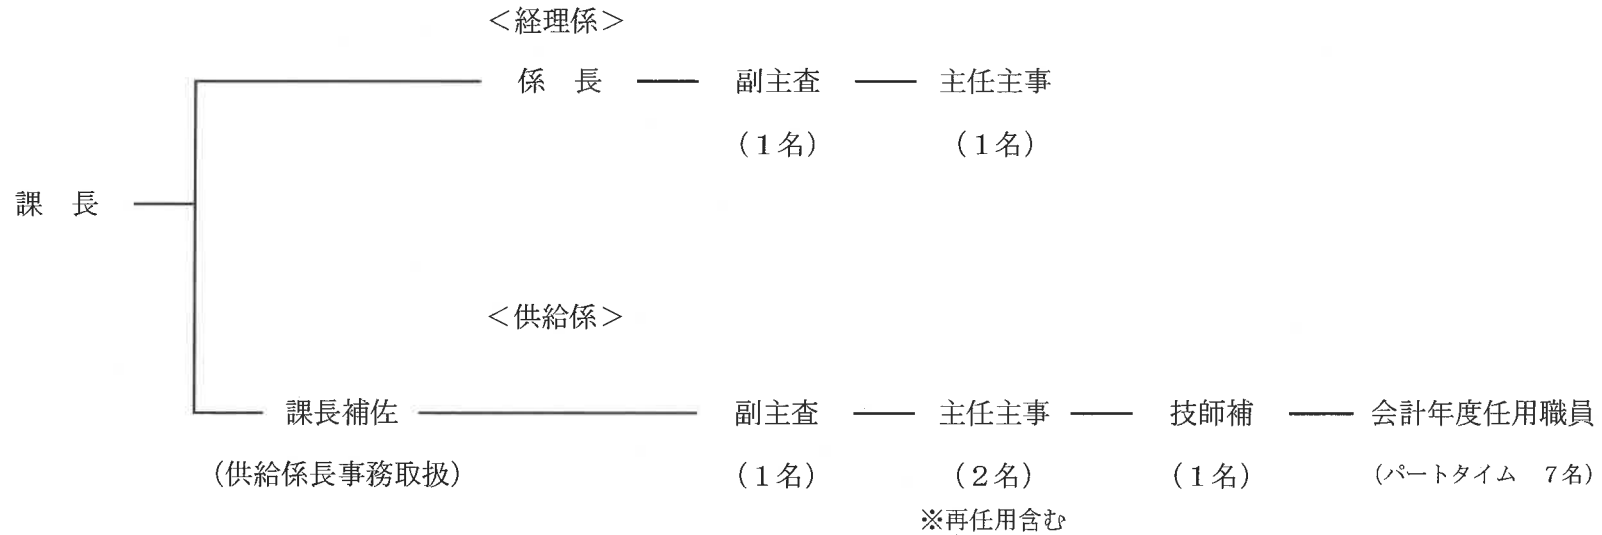 ＜経理係＞
係　長　副主査　主任主事
（１名）　（１名）
課　長
＜供給係＞
課長補佐　副主査　主任主事　技師補　会計年度任用職員
（供給係長事務取扱）　（１名）　（２名）　（１名）　（パートタイム　７名）
※再任用含む